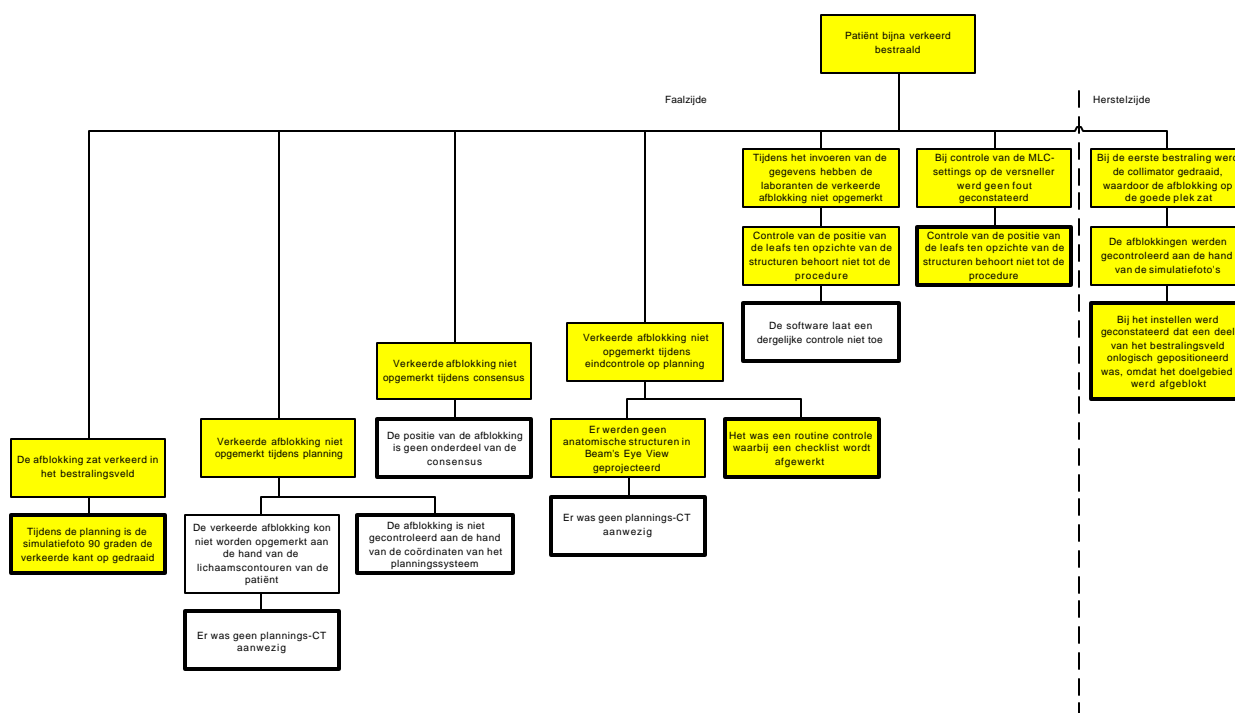 Patiënt bijna verkeerd
bestraald
Faalzijde
Herstelzijde
Tijdens het invoeren van de
gegevens hebben de
laboranten de verkeerde
afblokking niet opgemerkt
Bij controle van de MLC-
settings op de versneller
werd geen fout
geconstateerd
Bij de eerste bestraling werd
de collimator gedraaid,
waardoor de afblokking op
de goede plek zat
Controle van de positie van
de leafs ten opzichte van de
structuren behoort niet tot de
procedure
Controle van de positie van
de leafs ten opzichte van de
structuren behoort niet tot de
procedure
De afblokkingen werden
gecontroleerd aan de hand
van de simulatiefoto's
De software laat een
dergelijke controle niet toe
Bij het instellen werd
geconstateerd dat een deel
van het bestralingsveld
onlogisch gepositioneerd
was, omdat het doelgebied
werd afgeblokt
Verkeerde afblokking niet
opgemerkt tijdens
eindcontrole op planning
Verkeerde afblokking niet
opgemerkt tijdens consensus
De positie van de afblokking
is geen onderdeel van de
consensus
Er werden geen
anatomische structuren in
Beam's Eye View
geprojecteerd
Het was een routine controle
waarbij een checklist wordt
afgewerkt
Verkeerde afblokking niet
opgemerkt tijdens planning
De afblokking zat verkeerd in
het bestralingsveld
Er was geen plannings-CT
aanwezig
Tijdens de planning is de
simulatiefoto 90 graden de
verkeerde kant op gedraaid
De verkeerde afblokking kon
niet worden opgemerkt aan
de hand van de
lichaamscontouren van de
patiënt
De afblokking is niet
gecontroleerd aan de hand
van de coördinaten van het
planningssysteem
Er was geen plannings-CT
aanwezig